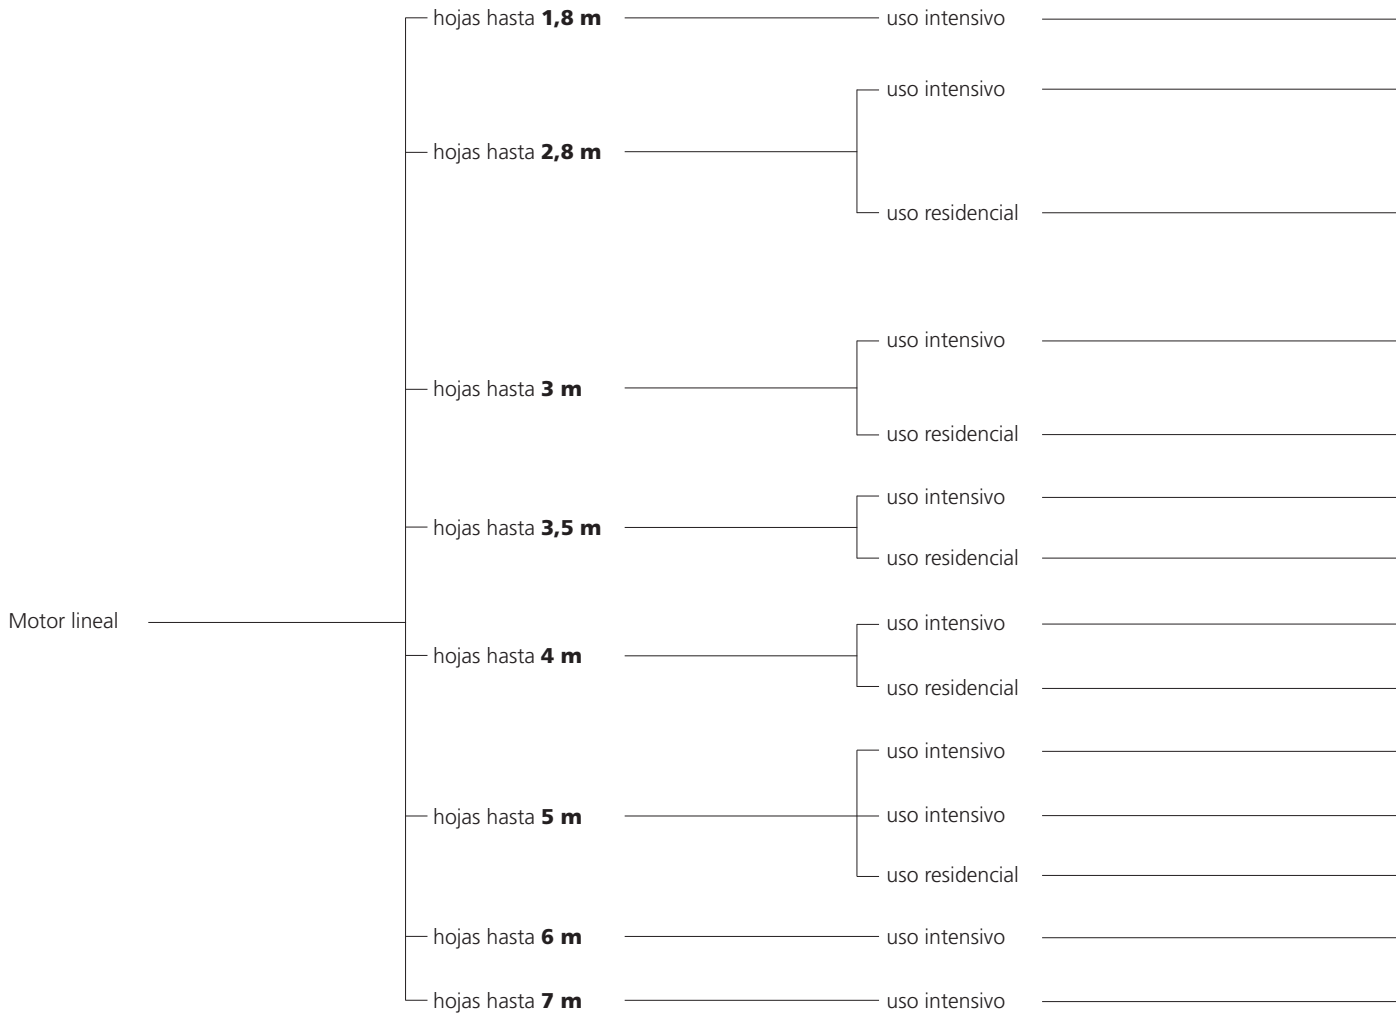 hojas hasta 1,8 m uso intensivo
uso intensivo
hojas hasta 2,8 m
uso residencial
uso intensivo
hojas hasta 3 m
uso residencial
uso intensivo
hojas hasta 3,5 m
uso residencial
Motor lineal
uso intensivo
hojas hasta 4 m
uso residencial
uso intensivo
hojas hasta 5 m uso intensivo
uso residencial
hojas hasta 6 m uso intensivo
hojas hasta 7 m uso intensivo